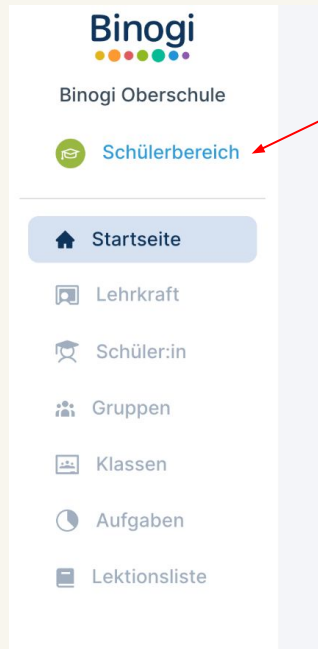 Binogi
Binogi Oberschule
Schülerbereich
Startseite
Lehrkraft
Schüler:in
Gruppen
Klassen
Aufgaben
Lektionsliste